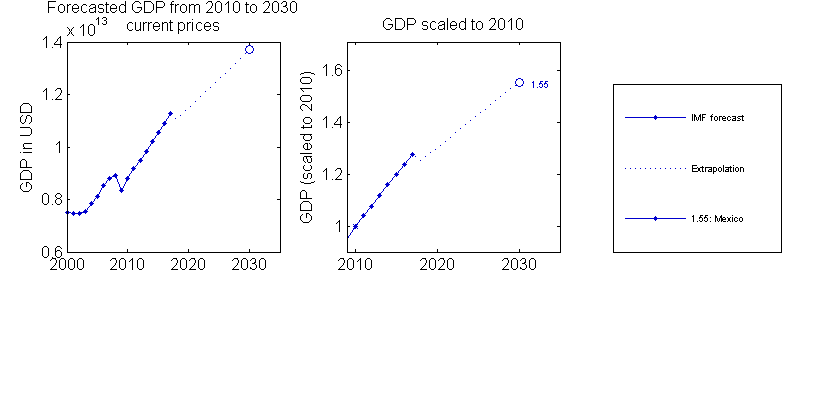 Forecasted GDP from 2010 to 2030
current prices
x 10^13
1.4
1.2
1
0.8
0.6
GDP in USD
2000
2010
2020
2030
GDP scaled to 2010
1.6
1.4
1.2
1
GDP (scaled to 2010)
1.55
2010
2020
2030
IMF forecast
Extrapolation
1.55: Mexico